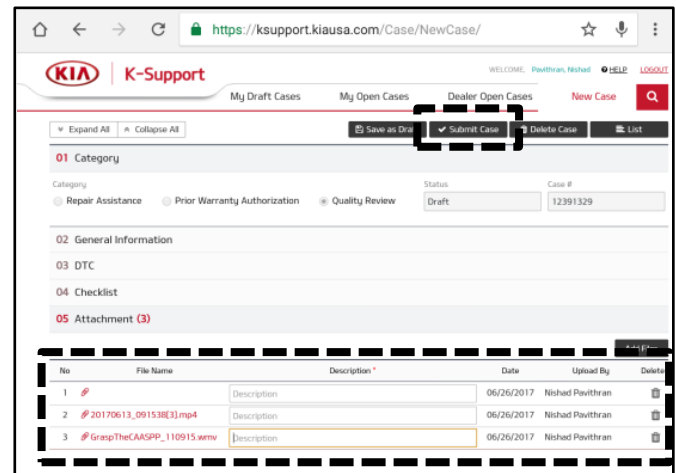 https://ksupport.kiausa.com/Case/NewCase/
KIA K-Support
WELCOME, Pavithran, Nishad HELP LOGOUT
My Draft Cases My Open Cases Dealer Open Cases New Case
Expand All Collapse All Save as Dra Submit Case Delete Case List
01 Category
Category Status Case #
Repair Assistance Prior Warranty Authorization Quality Review Draft 12391329
02 General Information
03 DTC
04 Checklist
05 Attachment (3)
No File Name Description * Date Upload By Delete
1 Description 06/26/2017 Nishad Pavithran
2 20170613_091538[3].mp4 Description 06/26/2017 Nishad Pavithran
3 GraspTheCAASPP_110915.wmv Description 06/26/2017 Nishad Pavithran